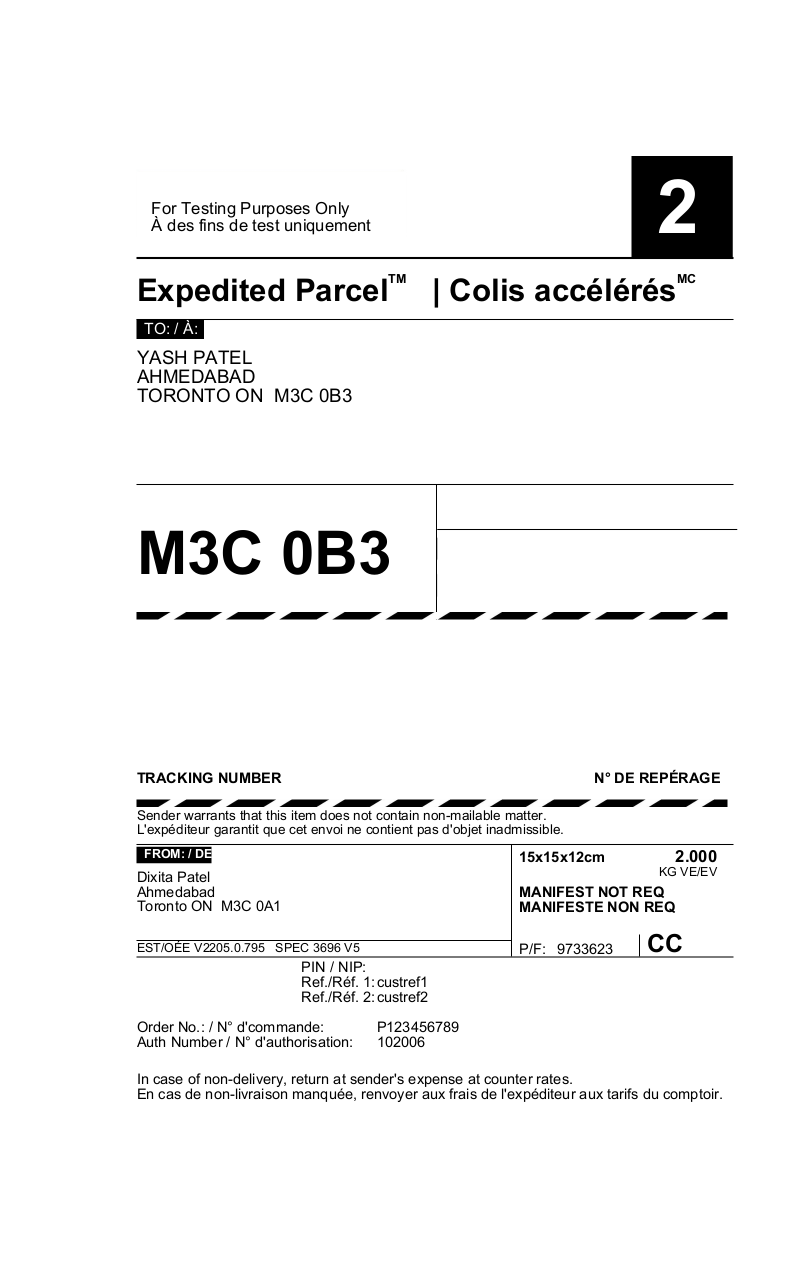 For Testing Purposes Only
À des fins de test uniquement
2
Expedited Parcel™ | Colis accélérésMC
TO: / À:
YASH PATEL
AHMEDABAD
TORONTO ON  M3C 0B3
M3C 0B3
TRACKING NUMBER N° DE REPÉRAGE
Sender warrants that this item does not contain non-mailable matter.
L'expéditeur garantit que cet envoi ne contient pas d'objet inadmissible.
FROM: / DE
Dixita Patel
Ahmedabad
Toronto ON  M3C 0A1
EST/OÉE V2205.0.795   SPEC 3696 V5
15x15x12cm 2.000
KG VE/EV
MANIFEST NOT REQ
MANIFESTE NON REQ
P/F: 9733623 CC
PIN / NIP:
Ref./Réf. 1: custref1
Ref./Réf. 2: custref2
Order No.: / N° d'commande: P123456789
Auth Number / N° d'authorisation: 102006
In case of non-delivery, return at sender's expense at counter rates.
En cas de non-livraison manquée, renvoyer aux frais de l'expéditeur aux tarifs du comptoir.